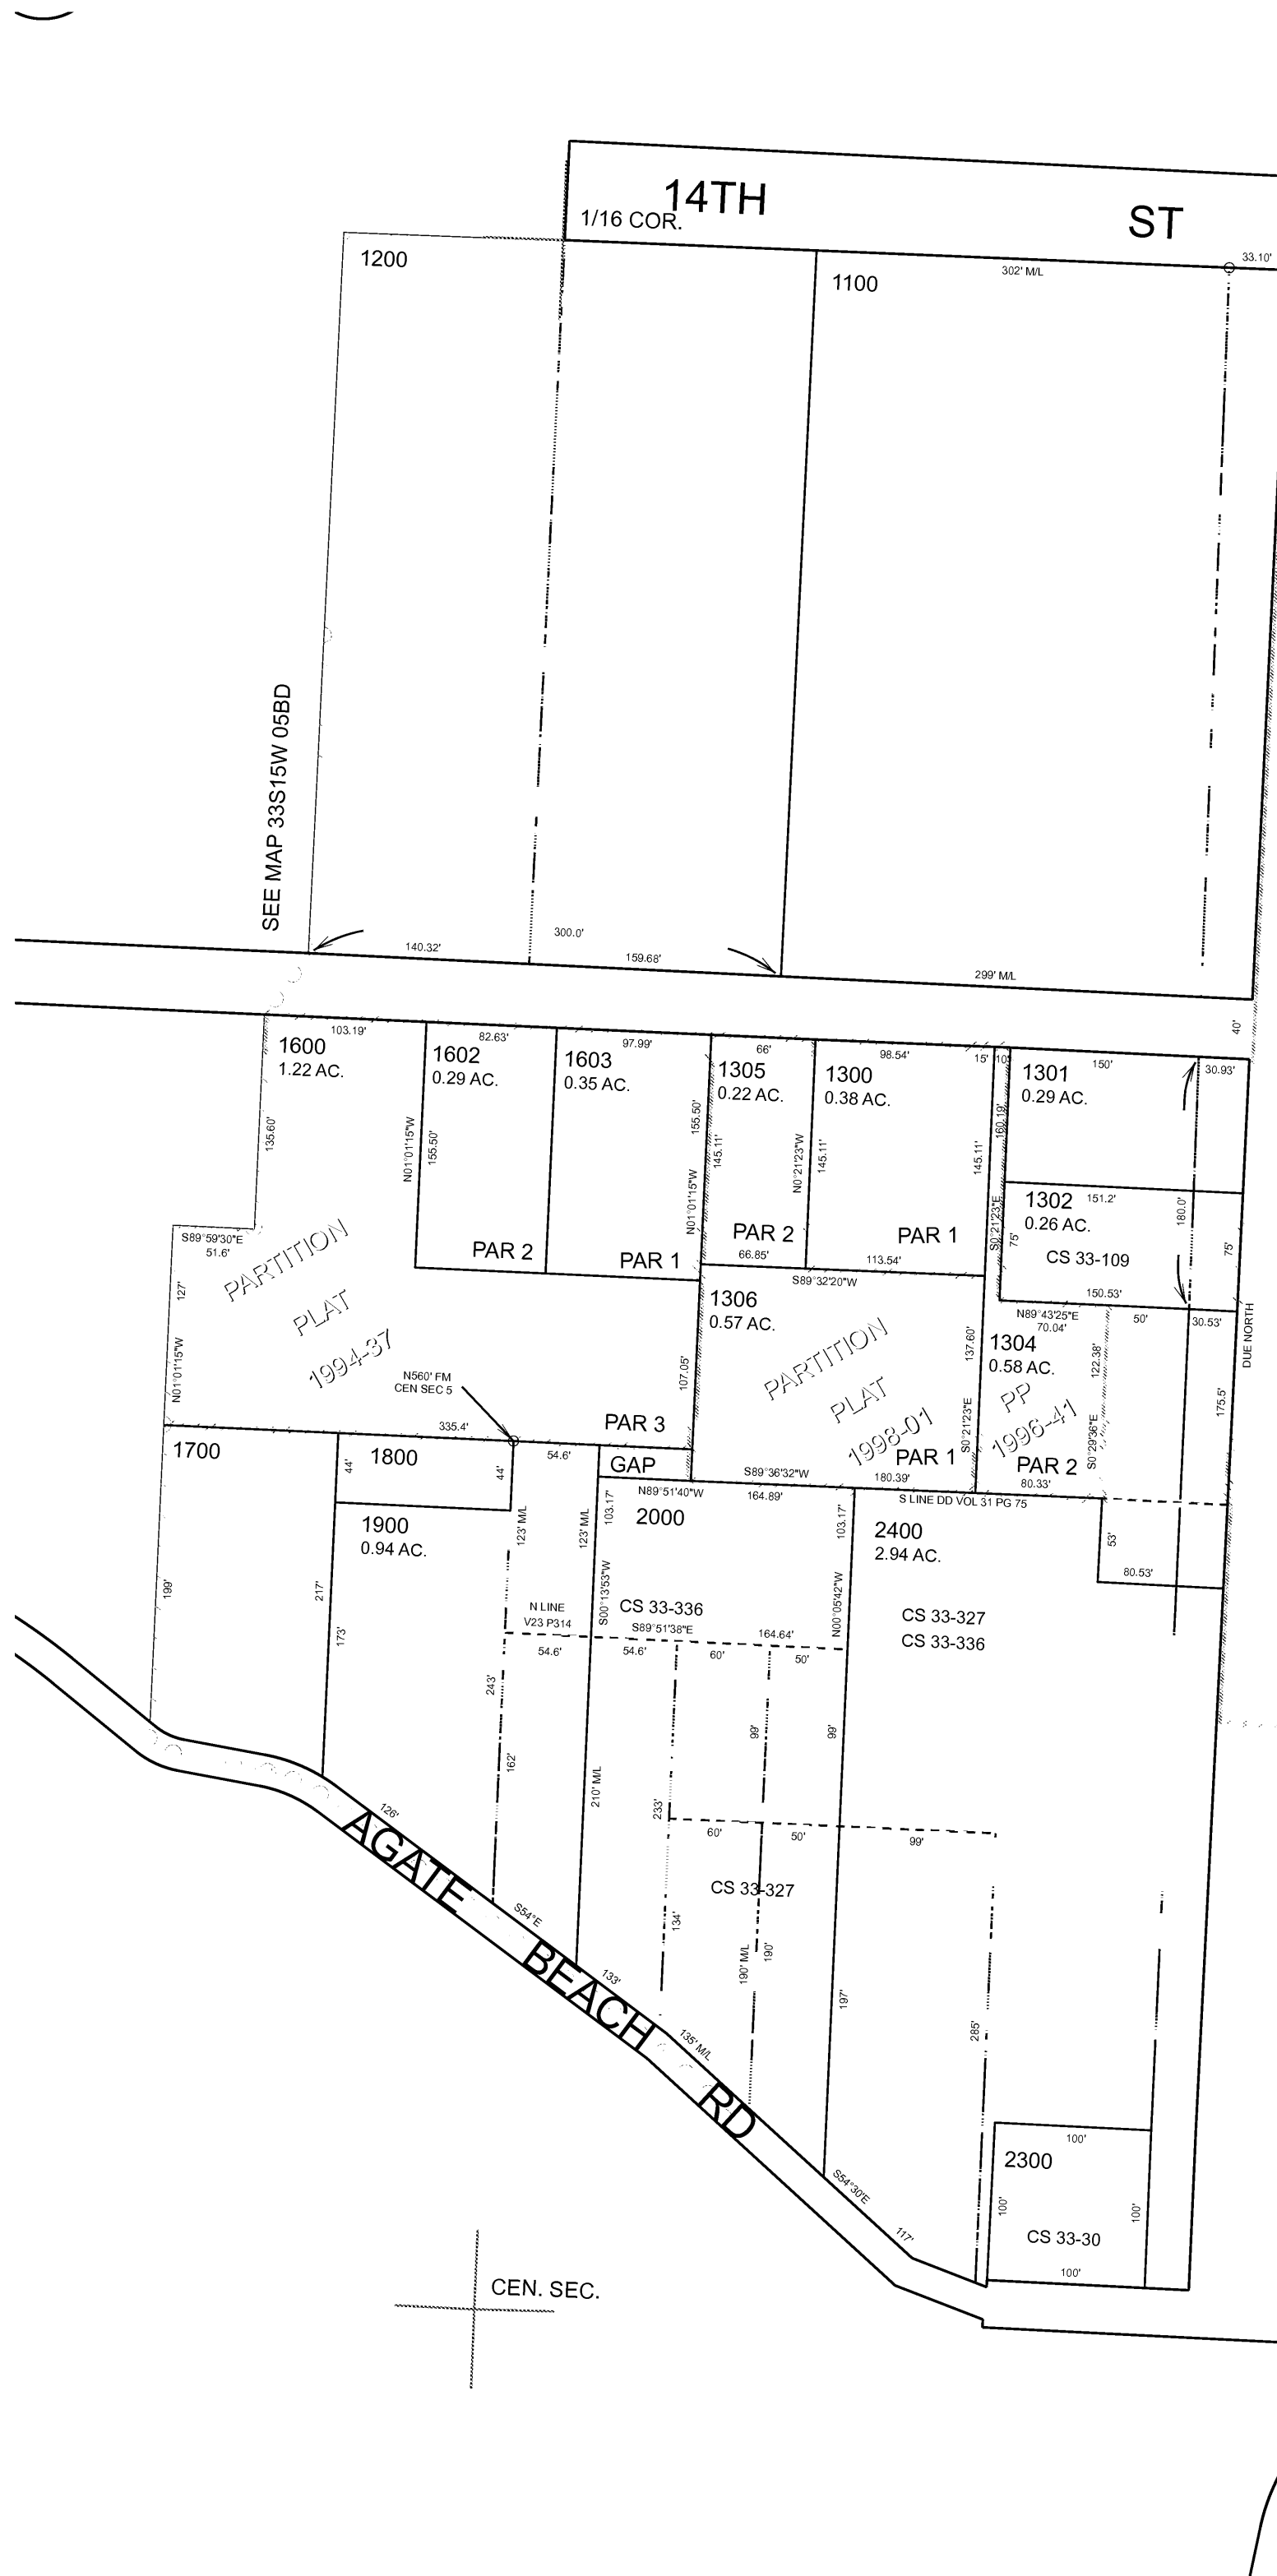 14TH ST
1/16 COR.
33.10'
1200
302' M/L
1100
SEE MAP 33S15W 05BD
300.0'
140.32'
159.68'
299' M/L
40'
103.19'
82.63'
97.99'
66'
98.54'
15'
10'
150'
30.93'
1600
1.22 AC.
1602
0.29 AC.
1603
0.35 AC.
1305
0.22 AC.
1300
0.38 AC.
1301
0.29 AC.
135.60'
N01°01'15"W
155.50'
155.50'
N01°01'15"W
145.11'
N0°21'23"W
145.11'
145.11'
160.19'
S0°21'23"E
1302
0.26 AC.
151.2'
180.0'
75'
75'
CS 33-109
S89°59'30"E
51.6'
PAR 2
PAR 1
PAR 2
66.85'
PAR 1
113.54'
S89°32'20"W
150.53'
N89°43'25"E
70.04'
50'
30.53'
PARTITION
PLAT
1994-37
127'
N01°01'15"W
1306
0.57 AC.
PARTITION
PLAT
1998-01
137.60'
S0°21'23"E
1304
0.58 AC.
PP
1996-41
122.38'
S0°29'36"E
DUE NORTH
175.5'
N560' FM
CEN SEC 5
107.05'
335.4'
PAR 3
54.6'
GAP
PAR 1
PAR 2
S89°36'32"W
180.39'
80.33'
S LINE DD VOL 31 PG 75
1700
1800
44'
44'
N89°51'40"W
164.89'
2000
103.17'
103.17'
2400
2.94 AC.
1900
0.94 AC.
123' M/L
123' M/L
53'
80.53'
199'
217'
173'
N LINE
V23 P314
S00°13'53"W
N00°05'42"W
CS 33-336
S89°51'38"E
164.64'
CS 33-327
CS 33-336
54.6'
54.6'
60'
50'
243'
162'
99'
99'
210' M/L
233'
60'
50'
99'
CS 33-327
126'
AGATE BEACH RD
S54°E
133'
134'
190' M/L
190'
197'
285'
135' M/L
100'
2300
100'
100'
CS 33-30
100'
S54°30'E
117'
CEN. SEC.